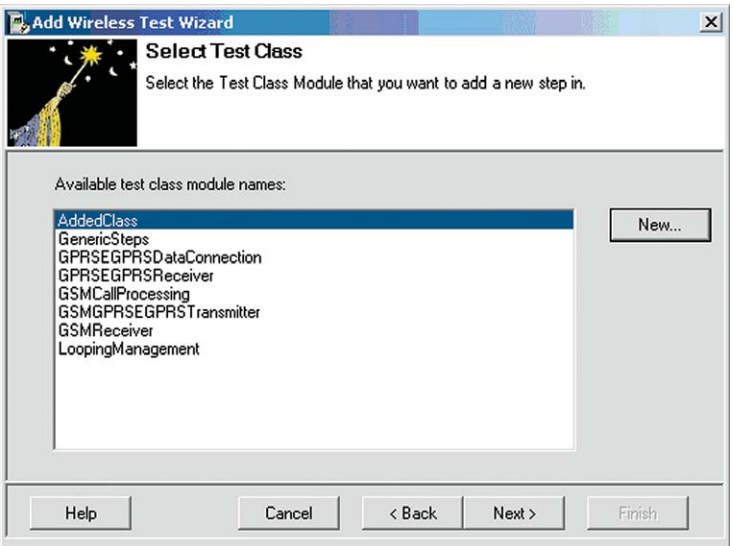 Add Wireless Test Wizard
Select Test Class
Select the Test Class Module that you want to add a new step in.
Available test class module names:
AddedClass
New...
GenericSteps
GPRSEGPRSDataConnection
GPRSEGPRSReceiver
GSMCallProcessing
GSMGPRSEGPRSTransmitter
GSMReceiver
LoopingManagement
Help
Cancel
< Back
Next >
Finish